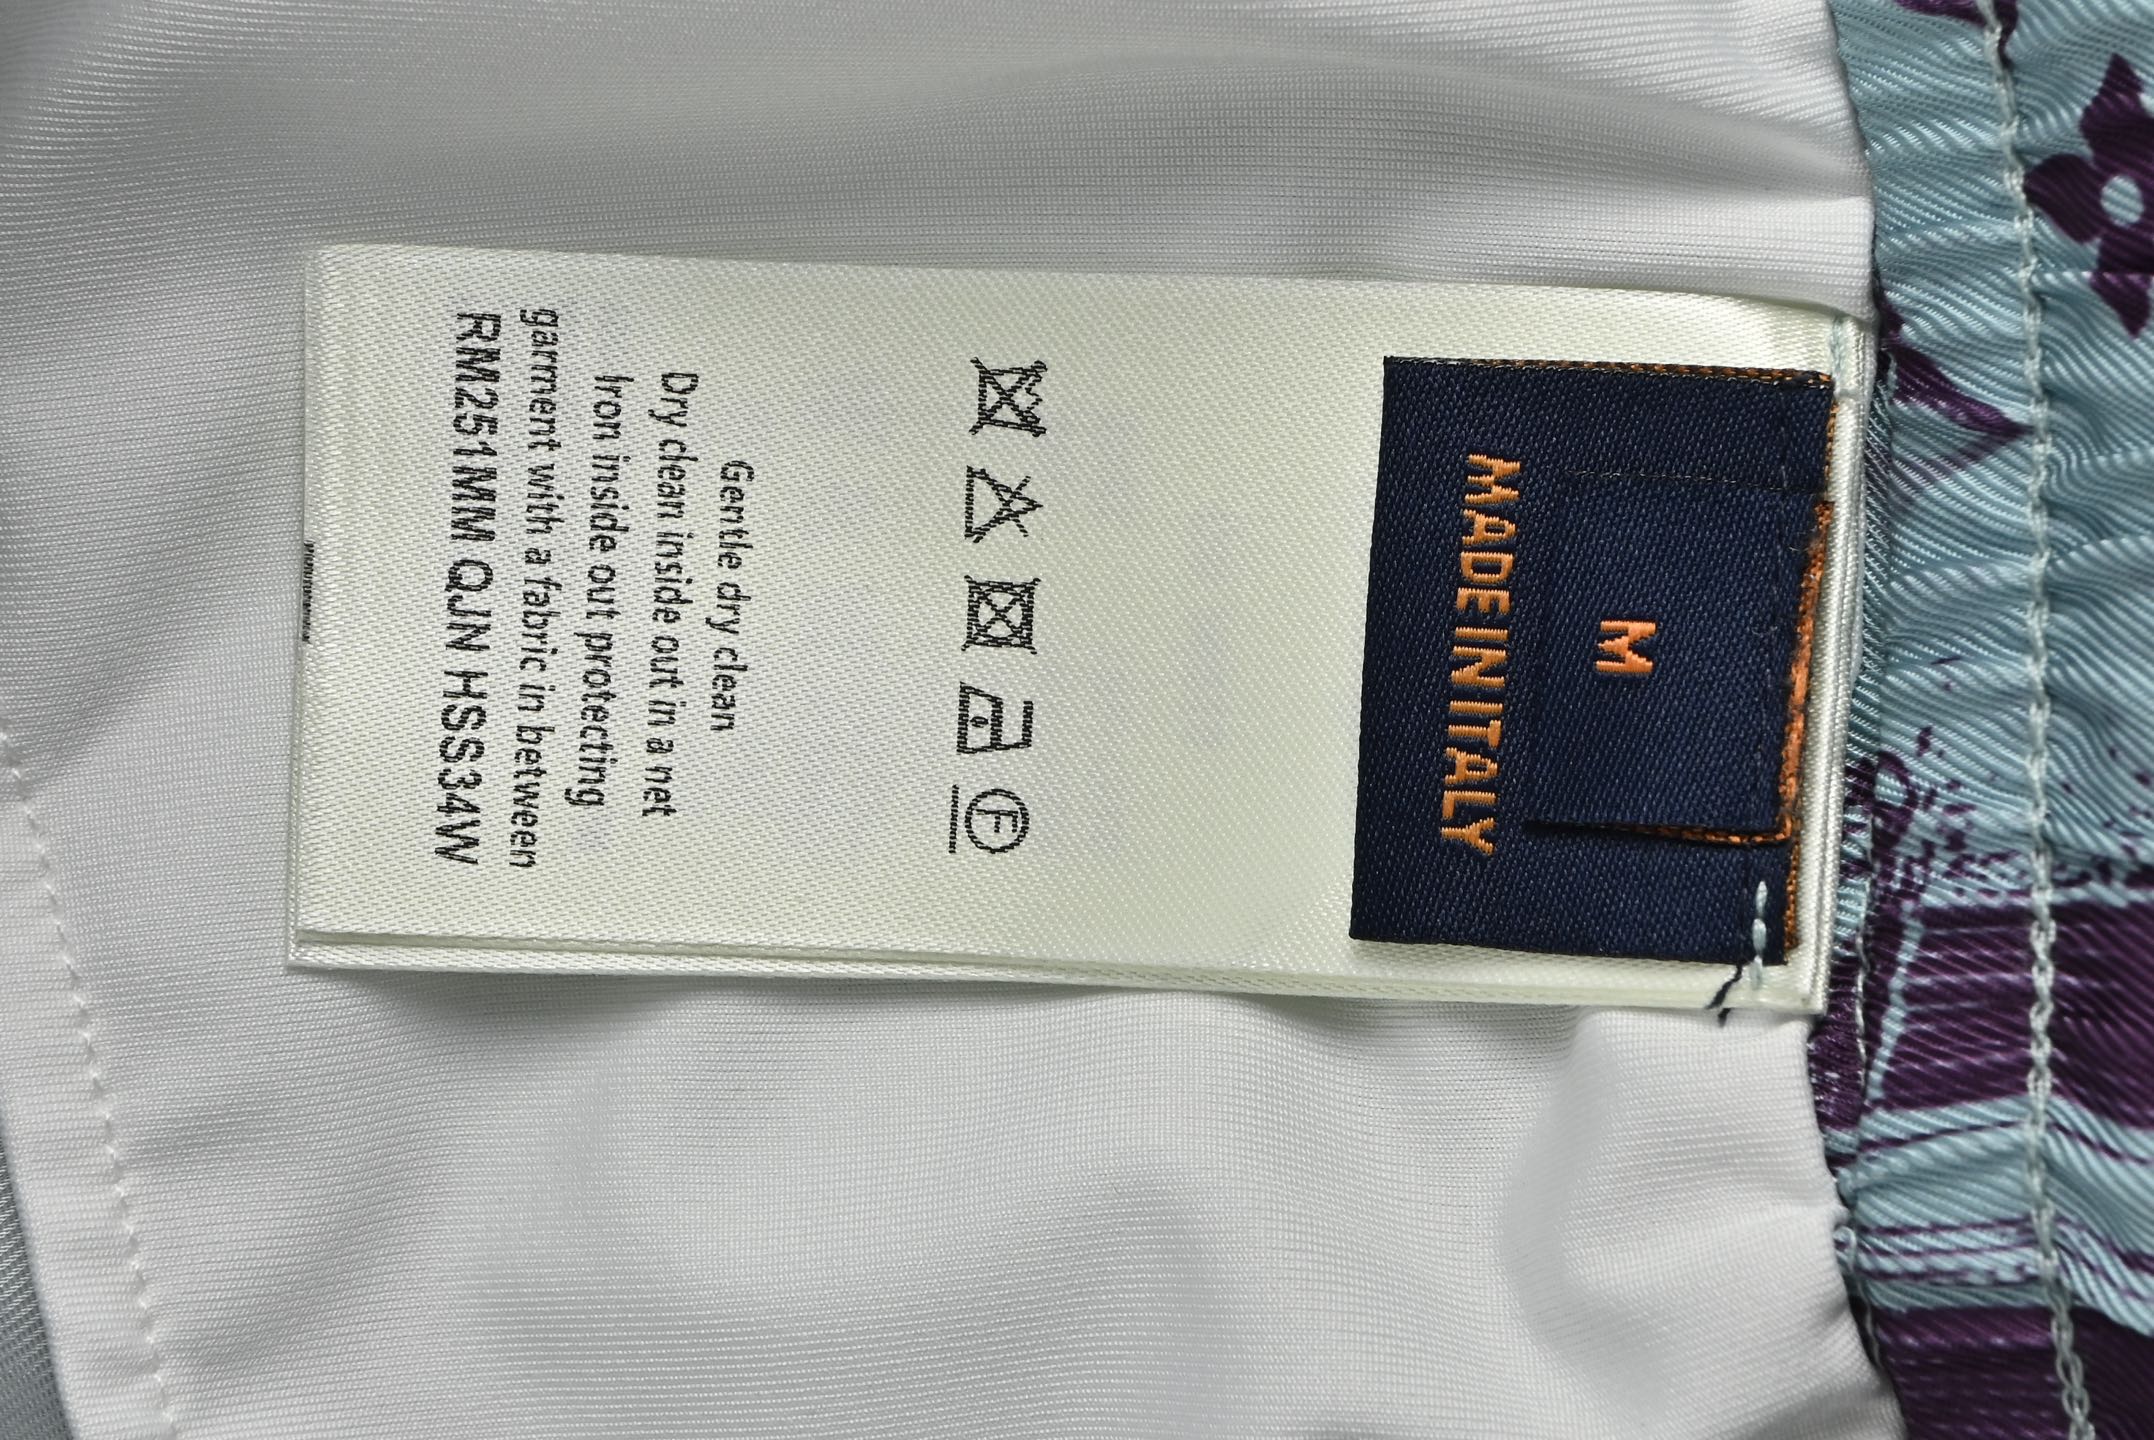 M
MADE IN ITALY
F
Gentle dry clean
Dry clean inside out in a net
Iron inside out protecting
garment with a fabric in between
RM251MM QJN HSS34W